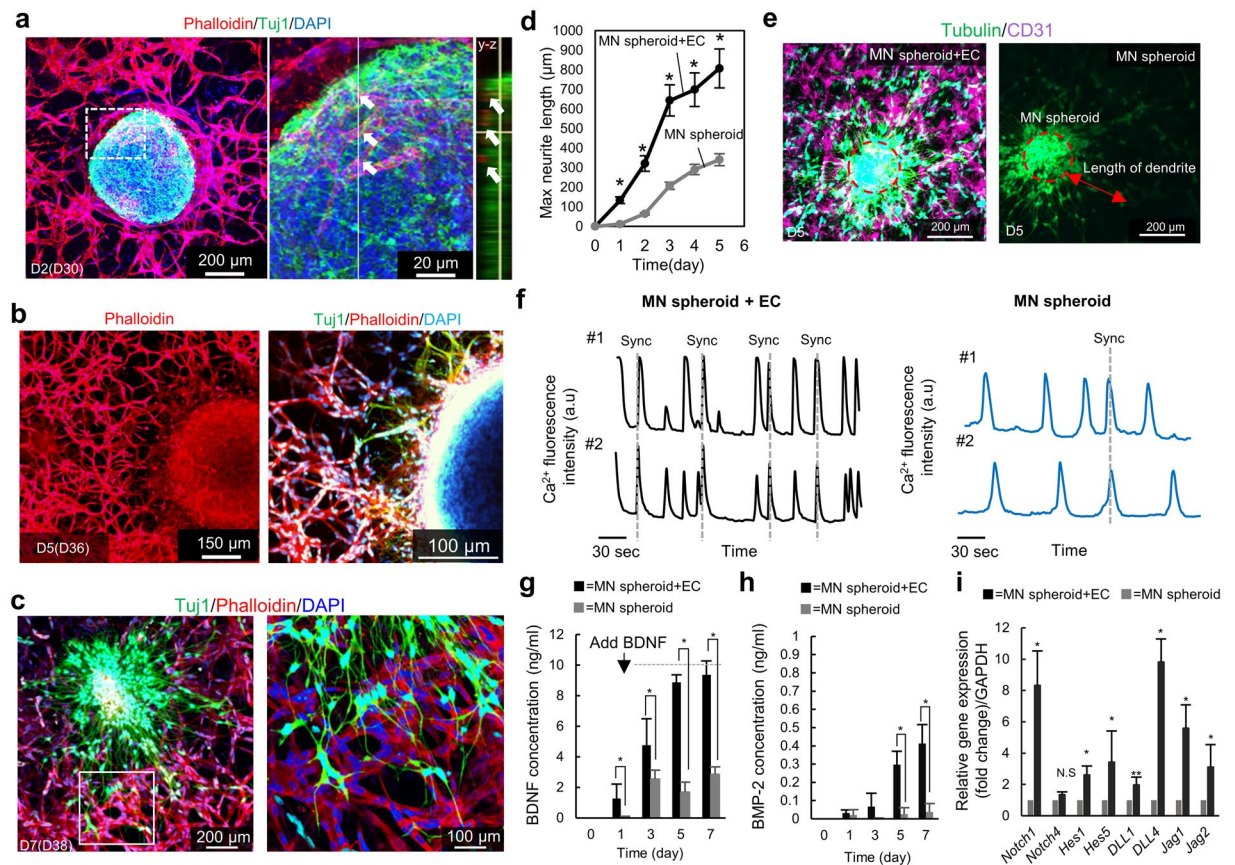 a
Phalloidin/Tuj1/DAPI
y-z
D2(D30)
200 µm
20 µm
b
Phalloidin
Tuj1/Phalloidin/DAPI
D5(D36)
150 µm
100 µm
c
Tuj1/Phalloidin/DAPI
D7(D38)
200 µm
100 µm
d
Max neurite length (µm)
1000
900
800
700
600
500
400
300
200
100
0
MN spheroid+EC
MN spheroid
* * * * *
0 1 2 3 4 5 6
Time(day)
e
Tubulin/CD31
MN spheroid+EC
D5
200 µm
MN spheroid
MN spheroid
Length of dendrite
D5
200 µm
f
MN spheroid + EC
#1
Sync Sync Sync Sync
#2
Ca2+ fluorescence
intensity (a.u)
30 sec
Time
MN spheroid
Sync
#1
#2
Ca2+ fluorescence
intensity (a.u)
30 sec
Time
g
=MN spheroid+EC
=MN spheroid
BDNF concentration (ng/ml)
12
10
8
6
4
2
0
Add BDNF
* * * *
0 1 3 5 7
Time (day)
h
=MN spheroid+EC
=MN spheroid
BMP-2 concentration (ng/ml)
1
0.9
0.8
0.7
0.6
0.5
0.4
0.3
0.2
0.1
0
* *
0 1 3 5 7
Time (day)
i
=MN spheroid+EC
=MN spheroid
Relative gene expression
(fold change)/GAPDH
12
10
8
6
4
2
0
* N.S * * ** * * *
Notch1 Notch4 Hes1 Hes5 DLL1 DLL4 Jag1 Jag2